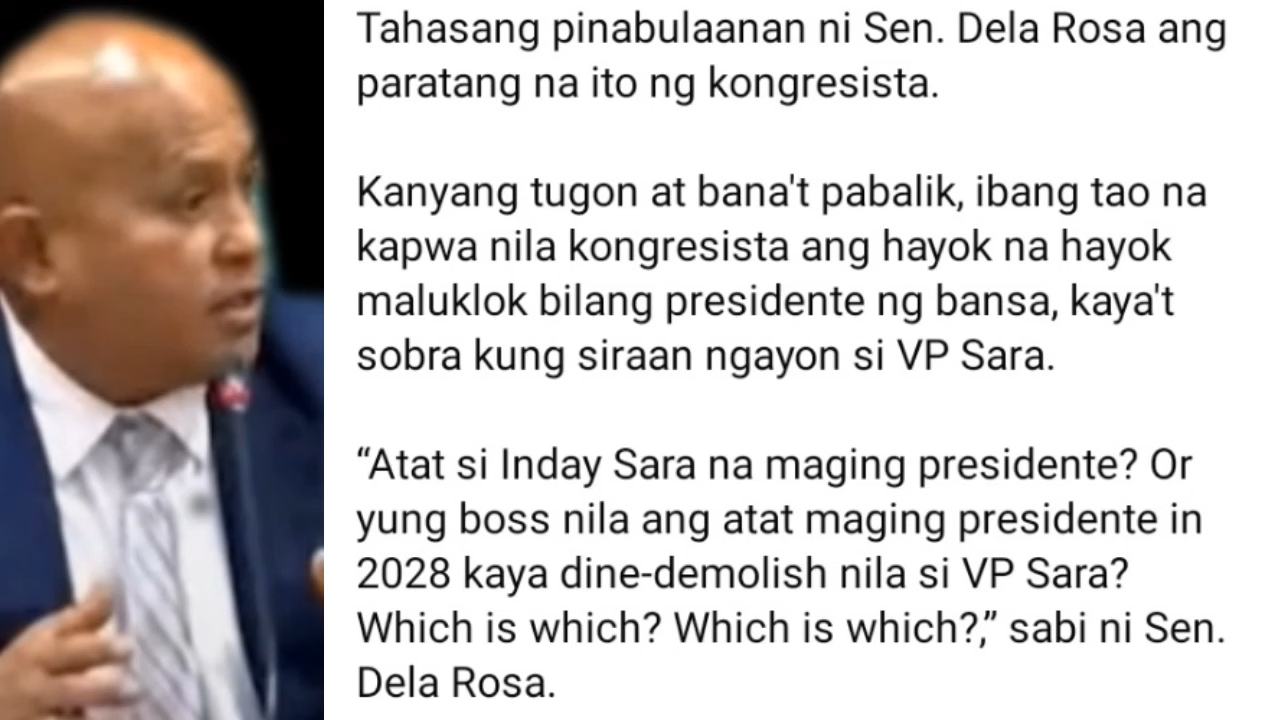 Tahasang pinabulaanan ni Sen. Dela Rosa ang
paratang na ito ng kongresista.
Kanyang tugon at bana't pabalik, ibang tao na
kapwa nila kongresista ang hayok na hayok
maluklok bilang presidente ng bansa, kaya't
sobra kung siraan ngayon si VP Sara.
“Atat si Inday Sara na maging presidente? Or
yung boss nila ang atat maging presidente in
2028 kaya dine-demolish nila si VP Sara?
Which is which? Which is which?,” sabi ni Sen.
Dela Rosa.